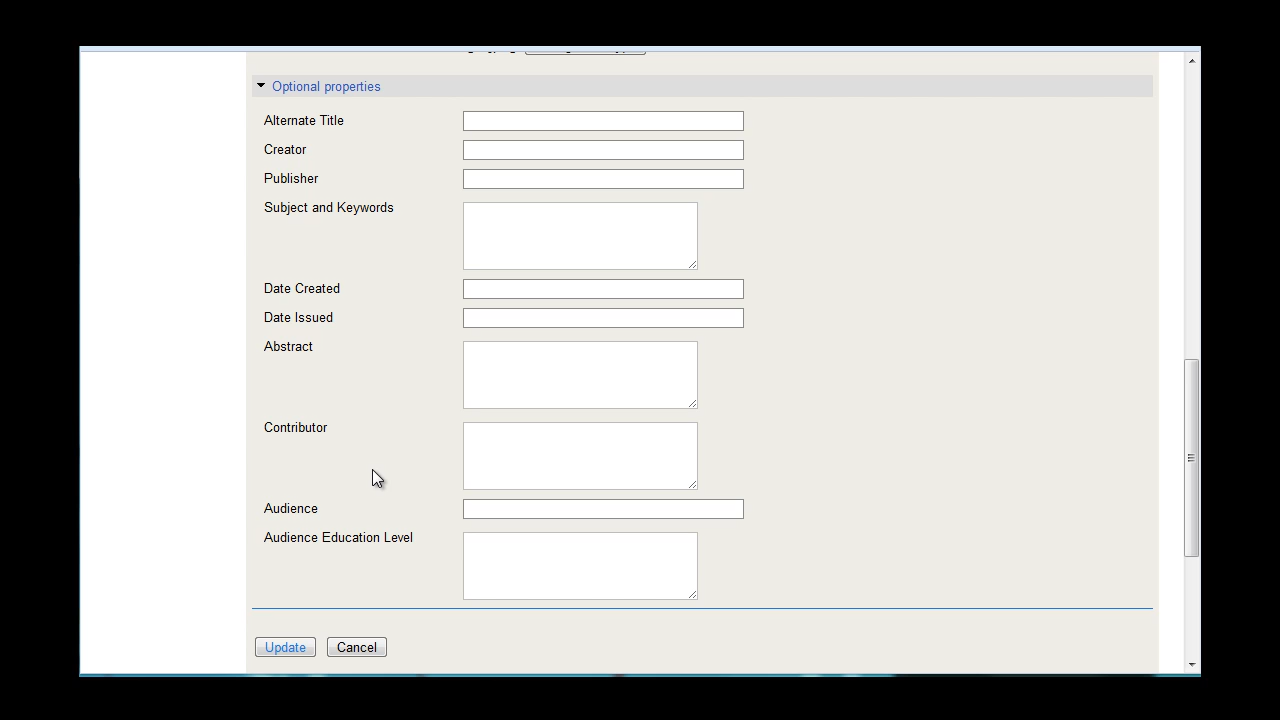 Optional properties
Alternate Title
Creator
Publisher
Subject and Keywords
Date Created
Date Issued
Abstract
Contributor
Audience
Audience Education Level
Update Cancel